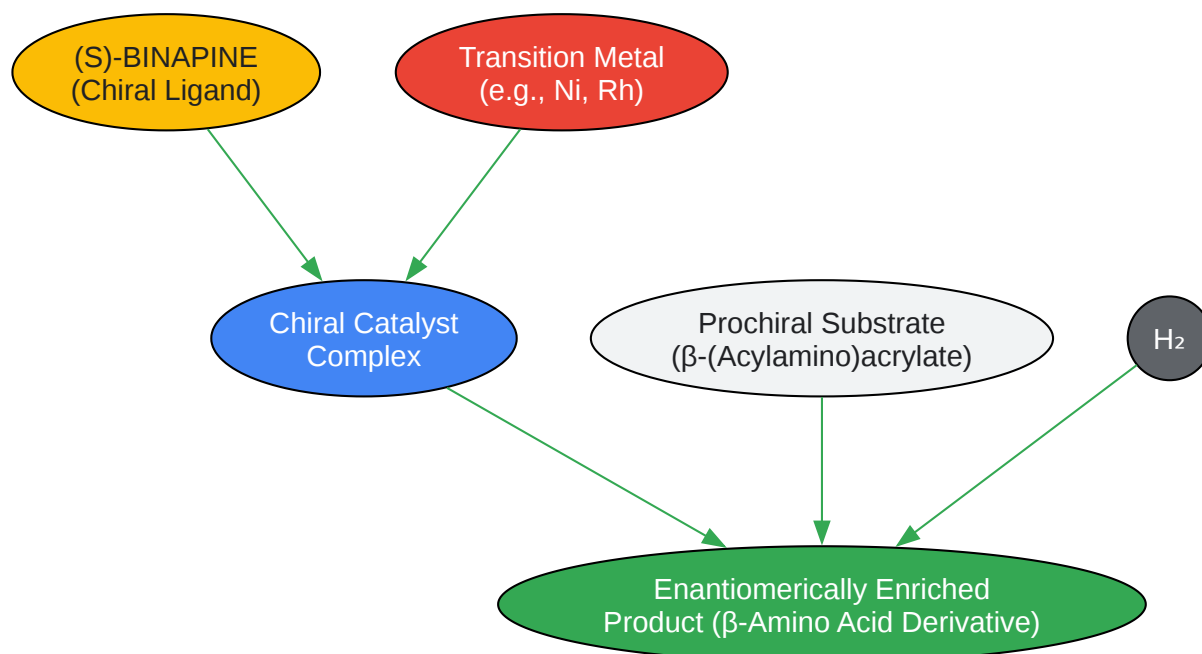 (S)-BINAPINE
(Chiral Ligand)
Transition Metal
(e.g., Ni, Rh)
Chiral Catalyst
Complex
Prochiral Substrate
(β-(Acylamino)acrylate)
H₂
Enantiomerically Enriched
Product (β-Amino Acid Derivative)